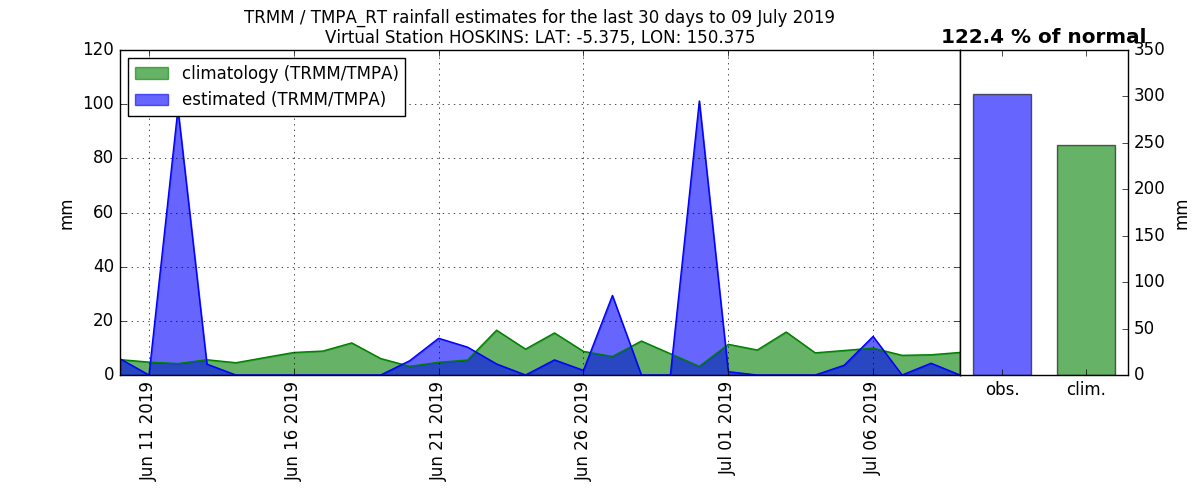 TRMM / TMPA_RT rainfall estimates for the last 30 days to 09 July 2019
Virtual Station HOSKINS: LAT: -5.375, LON: 150.375
122.4 % of normal
climatology (TRMM/TMPA)
estimated (TRMM/TMPA)
120
100
80
60
40
20
0
mm
Jun 11 2019
Jun 16 2019
Jun 21 2019
Jun 26 2019
Jul 01 2019
Jul 06 2019
350
300
250
200
150
100
50
0
mm
obs.
clim.